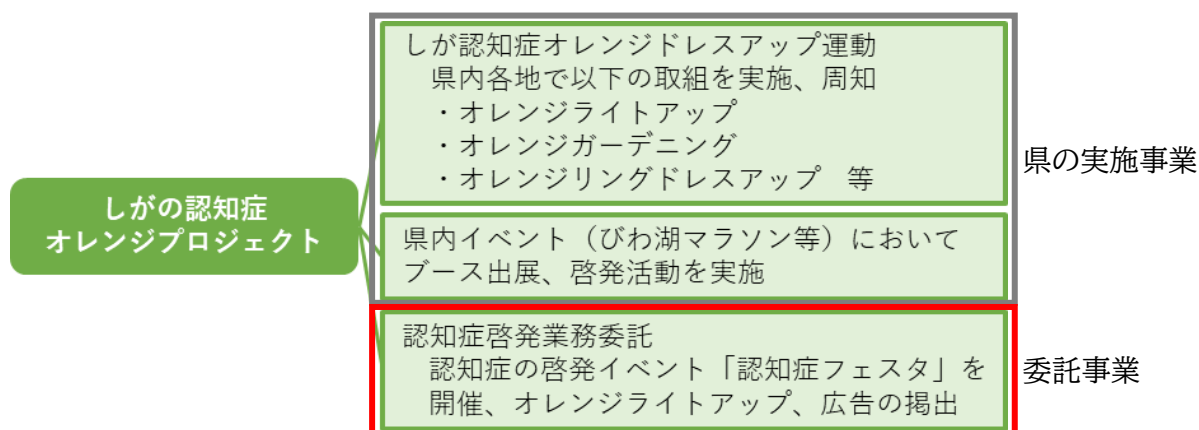 しが認知症オレンジドレスアップ運動
県内各地で以下の取組を実施、周知
・オレンジライトアップ
・オレンジガーデニング
・オレンジリングドレスアップ　等
県の実施事業
しがの認知症
オレンジプロジェクト
県内イベント（びわ湖マラソン等）において
ブース出展、啓発活動を実施
認知症啓発業務委託
認知症の啓発イベント「認知症フェスタ」を
開催、オレンジライトアップ、広告の掲出
委託事業